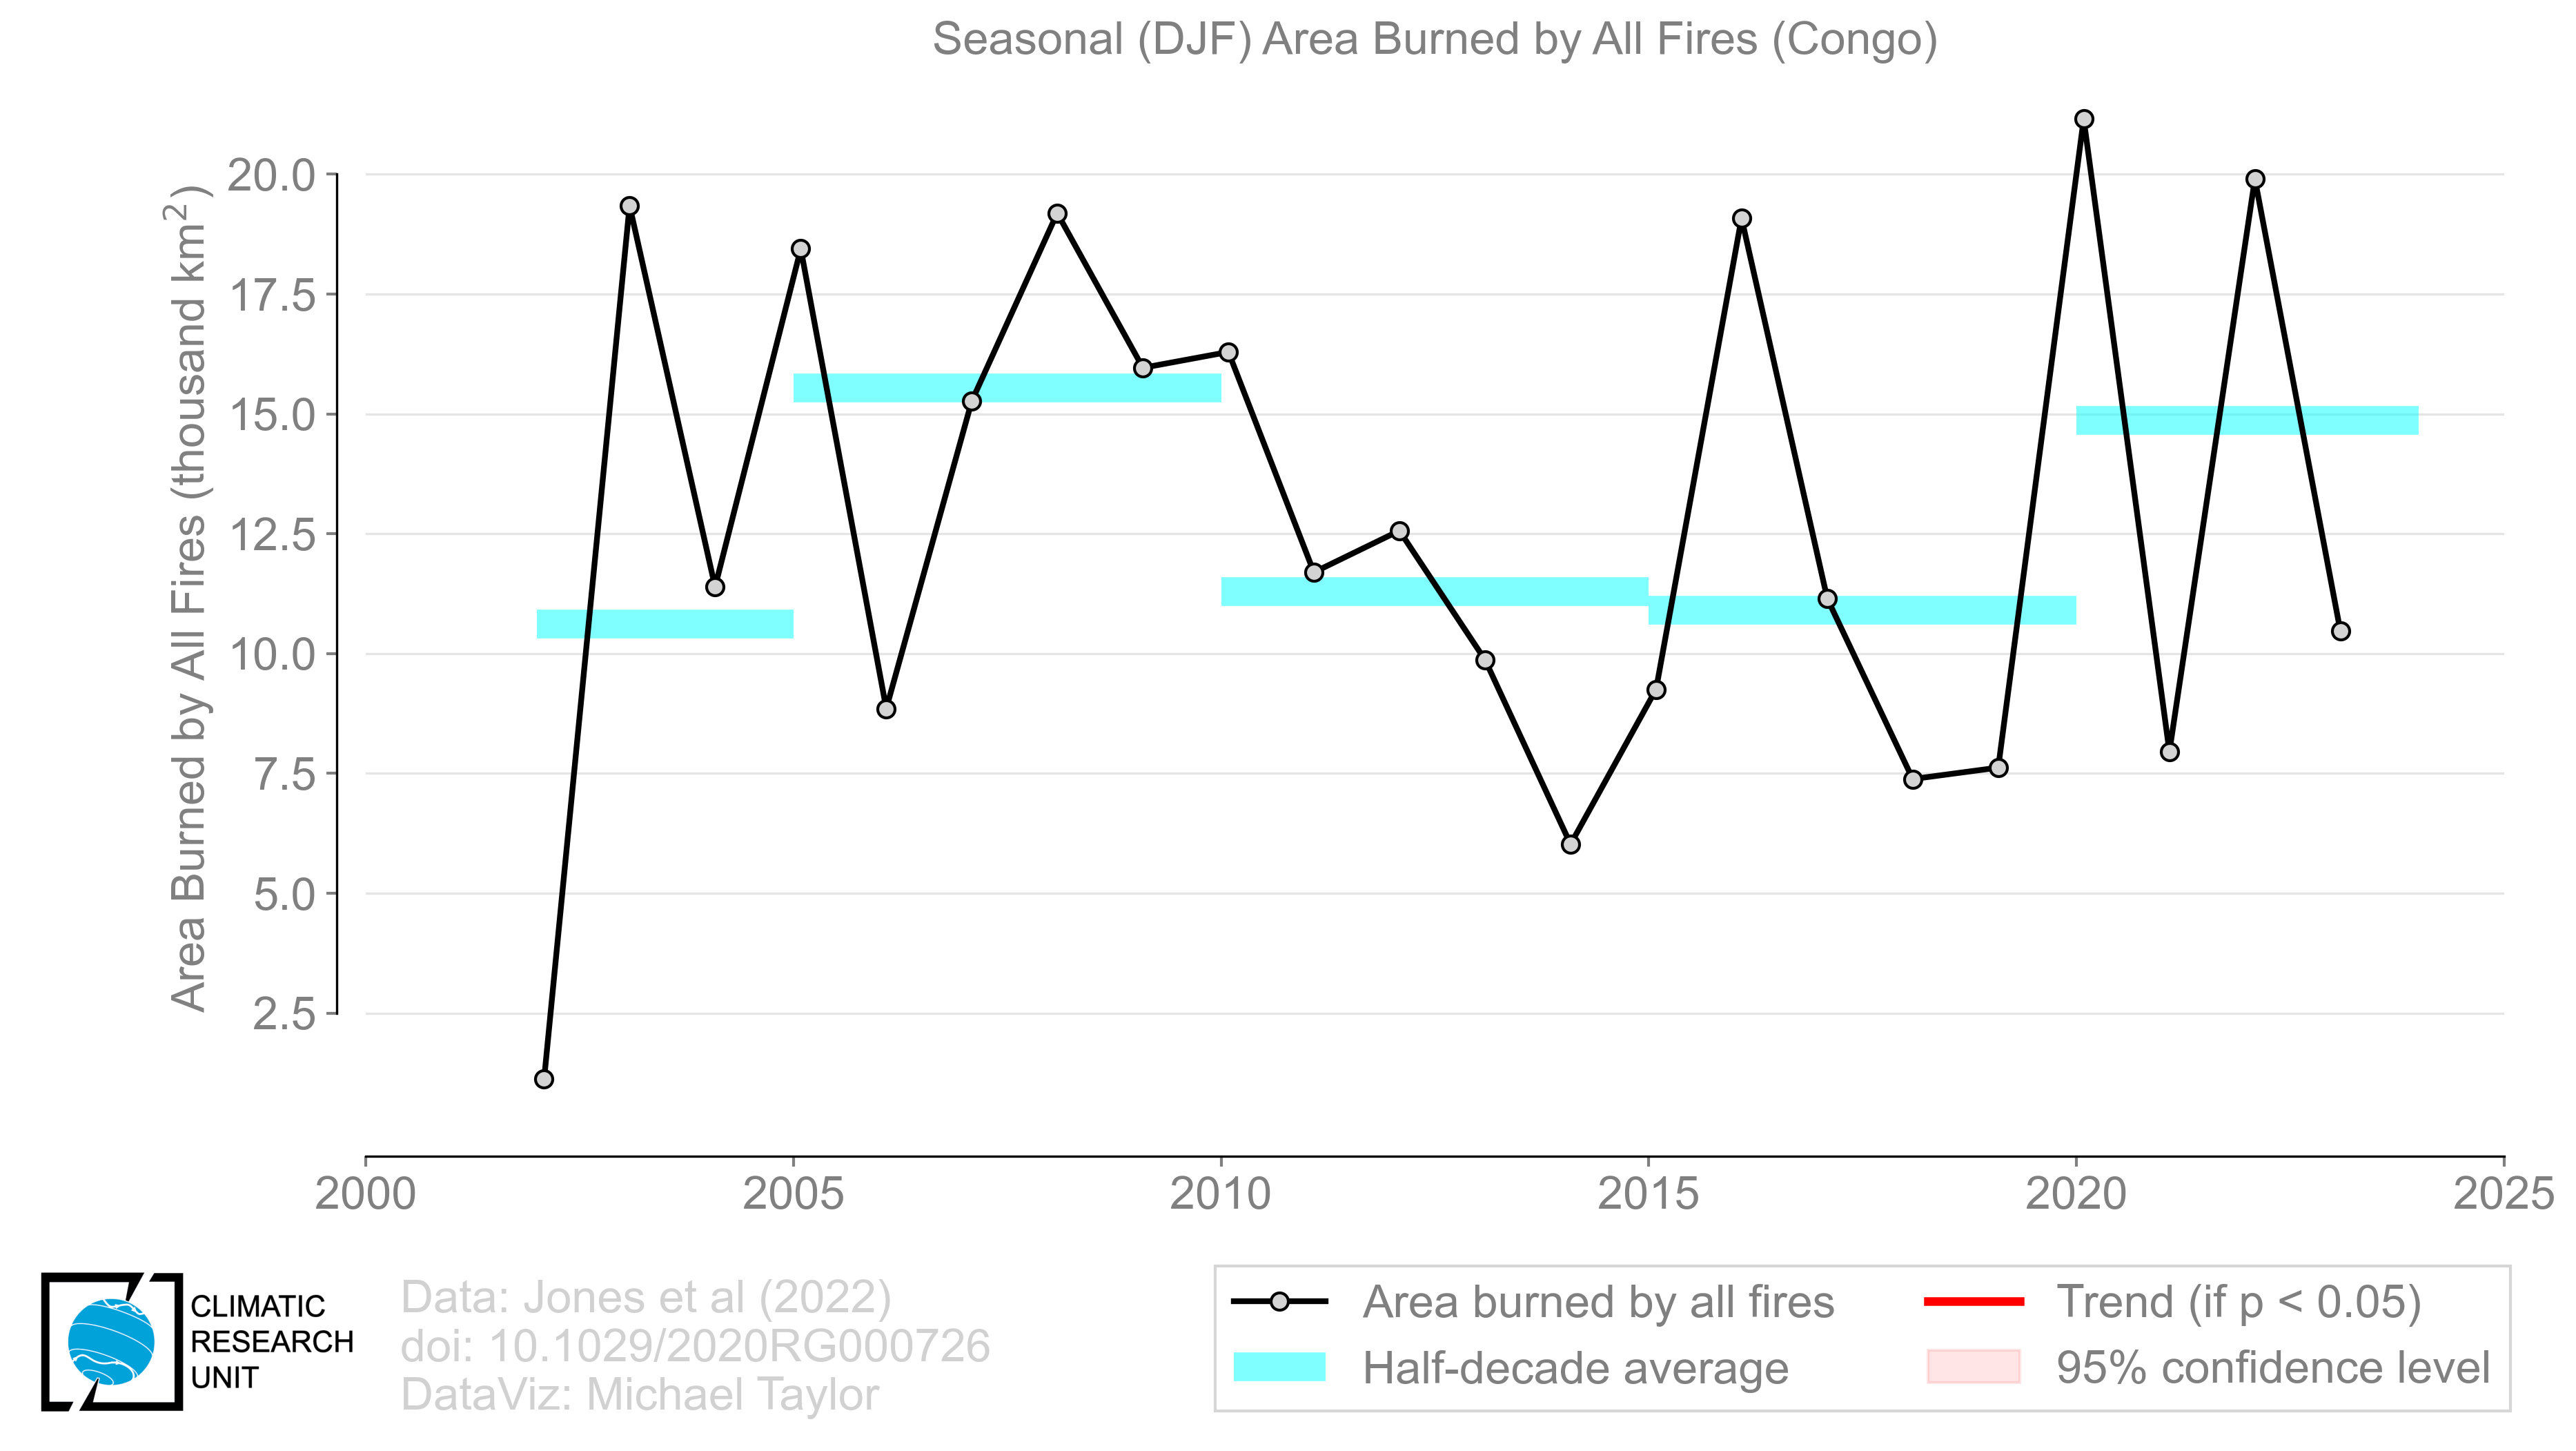 Seasonal (DJF) Area Burned by All Fires (Congo)
Area Burned by All Fires (thousand km²)
20.0
17.5
15.0
12.5
10.0
7.5
5.0
2.5
2000 2005 2010 2015 2020 2025
CLIMATIC
RESEARCH
UNIT
Data: Jones et al (2022)
doi: 10.1029/2020RG000726
DataViz: Michael Taylor
Area burned by all fires
Half-decade average
Trend (if p < 0.05)
95% confidence level